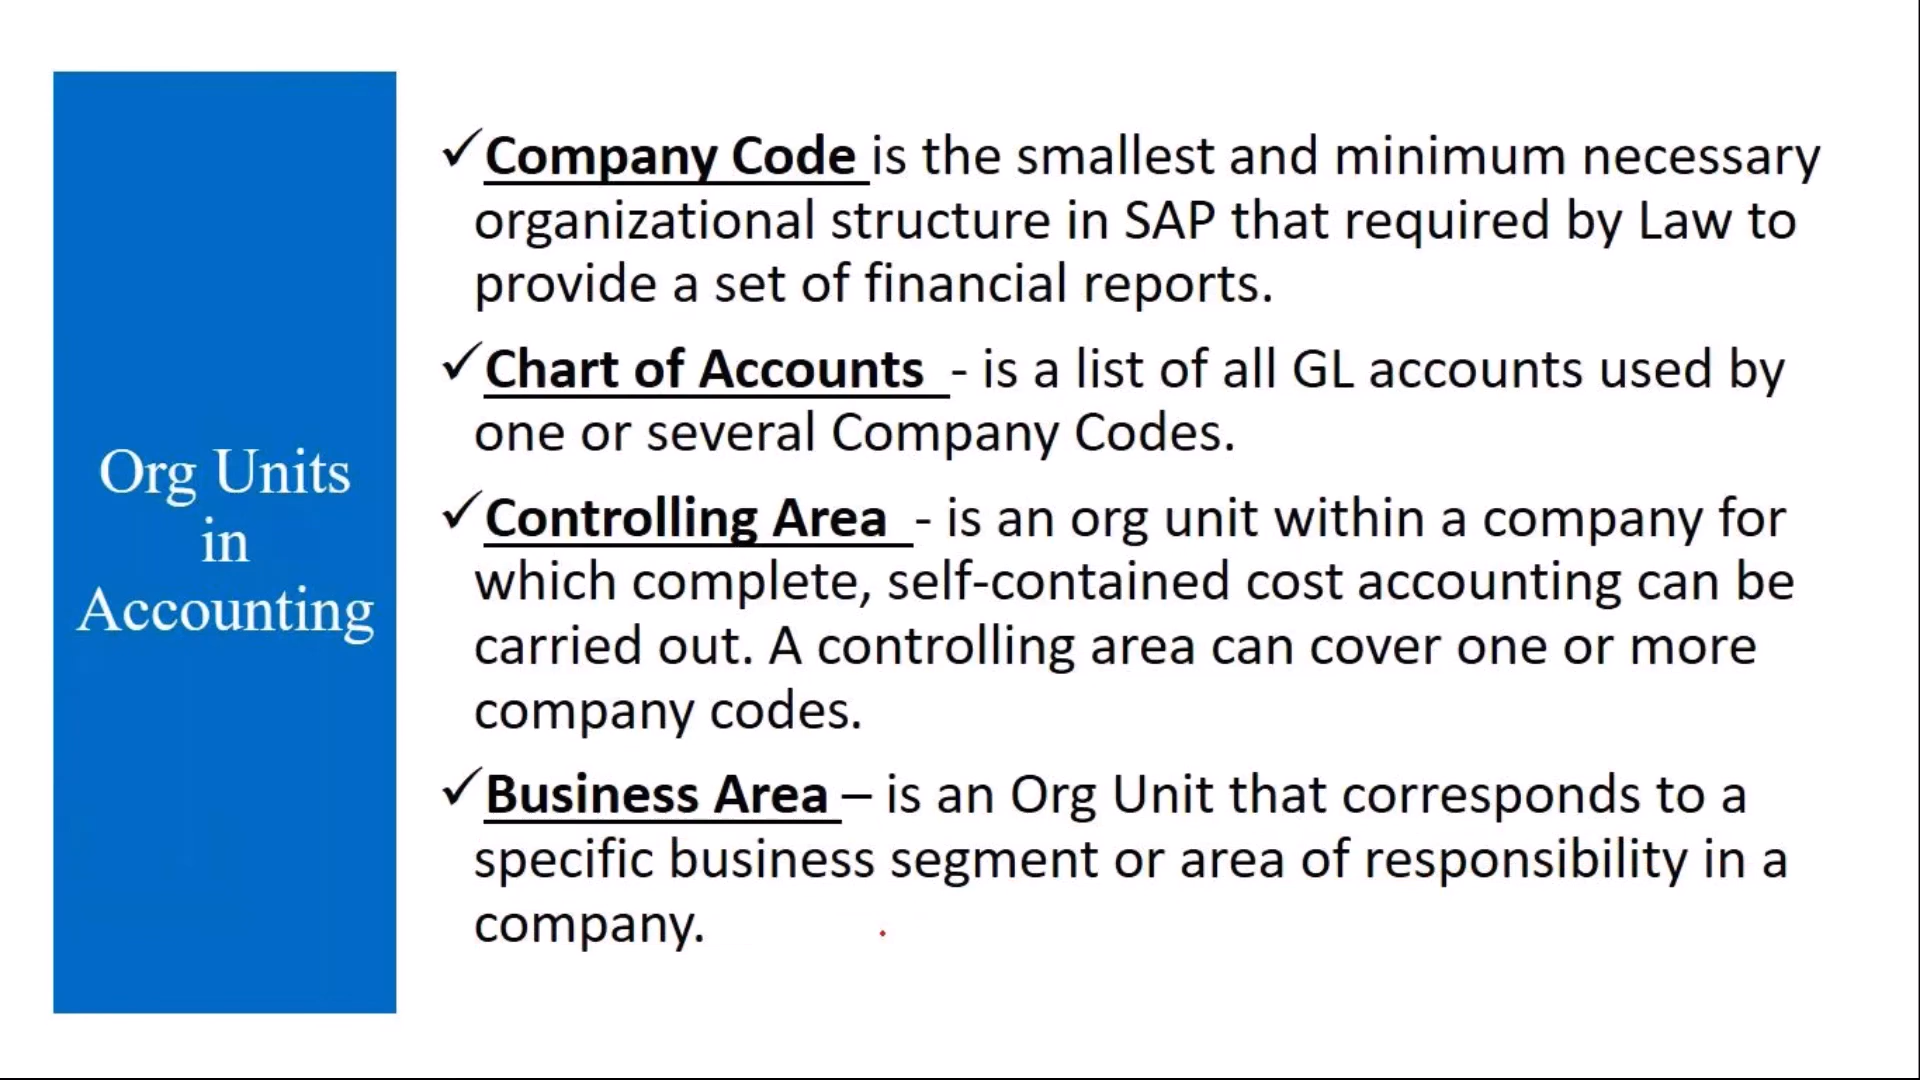 Org Units
in
Accounting
✓Company Code is the smallest and minimum necessary
organizational structure in SAP that required by Law to
provide a set of financial reports.
✓Chart of Accounts - is a list of all GL accounts used by
one or several Company Codes.
✓Controlling Area - is an org unit within a company for
which complete, self-contained cost accounting can be
carried out. A controlling area can cover one or more
company codes.
✓Business Area – is an Org Unit that corresponds to a
specific business segment or area of responsibility in a
company.